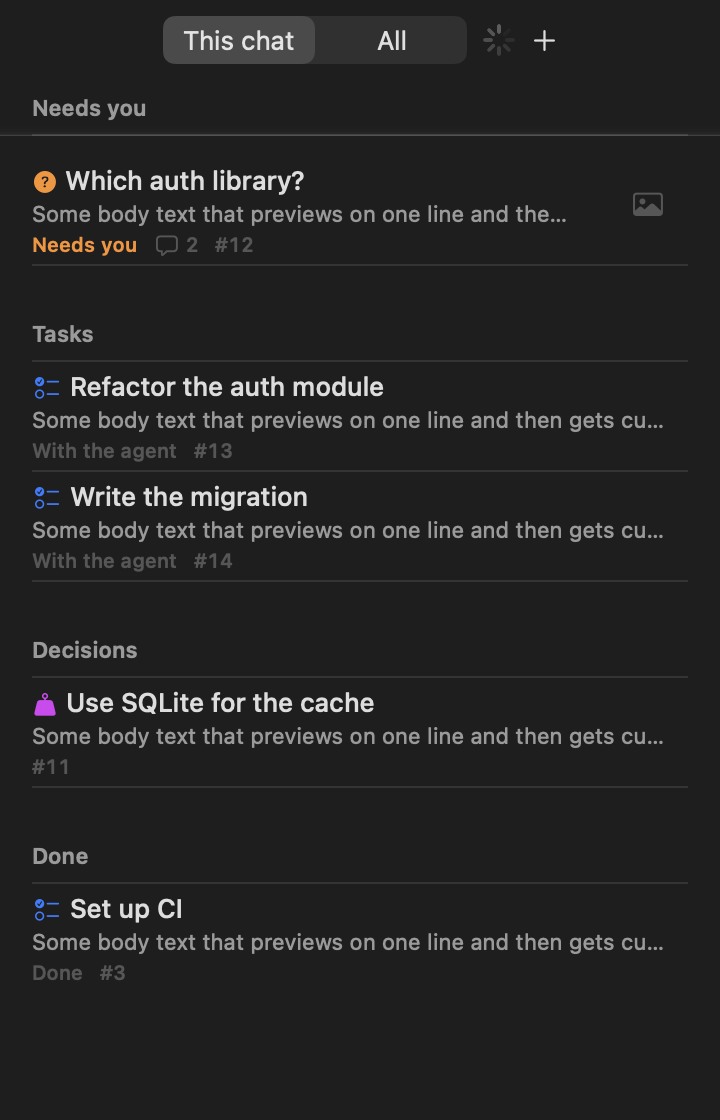 This chat All
Needs you
Which auth library?
Some body text that previews on one line and the...
Needs you 2 #12
Tasks
Refactor the auth module
Some body text that previews on one line and then gets cu...
With the agent #13
Write the migration
Some body text that previews on one line and then gets cu...
With the agent #14
Decisions
Use SQLite for the cache
Some body text that previews on one line and then gets cu...
#11
Done
Set up CI
Some body text that previews on one line and then gets cu...
Done #3